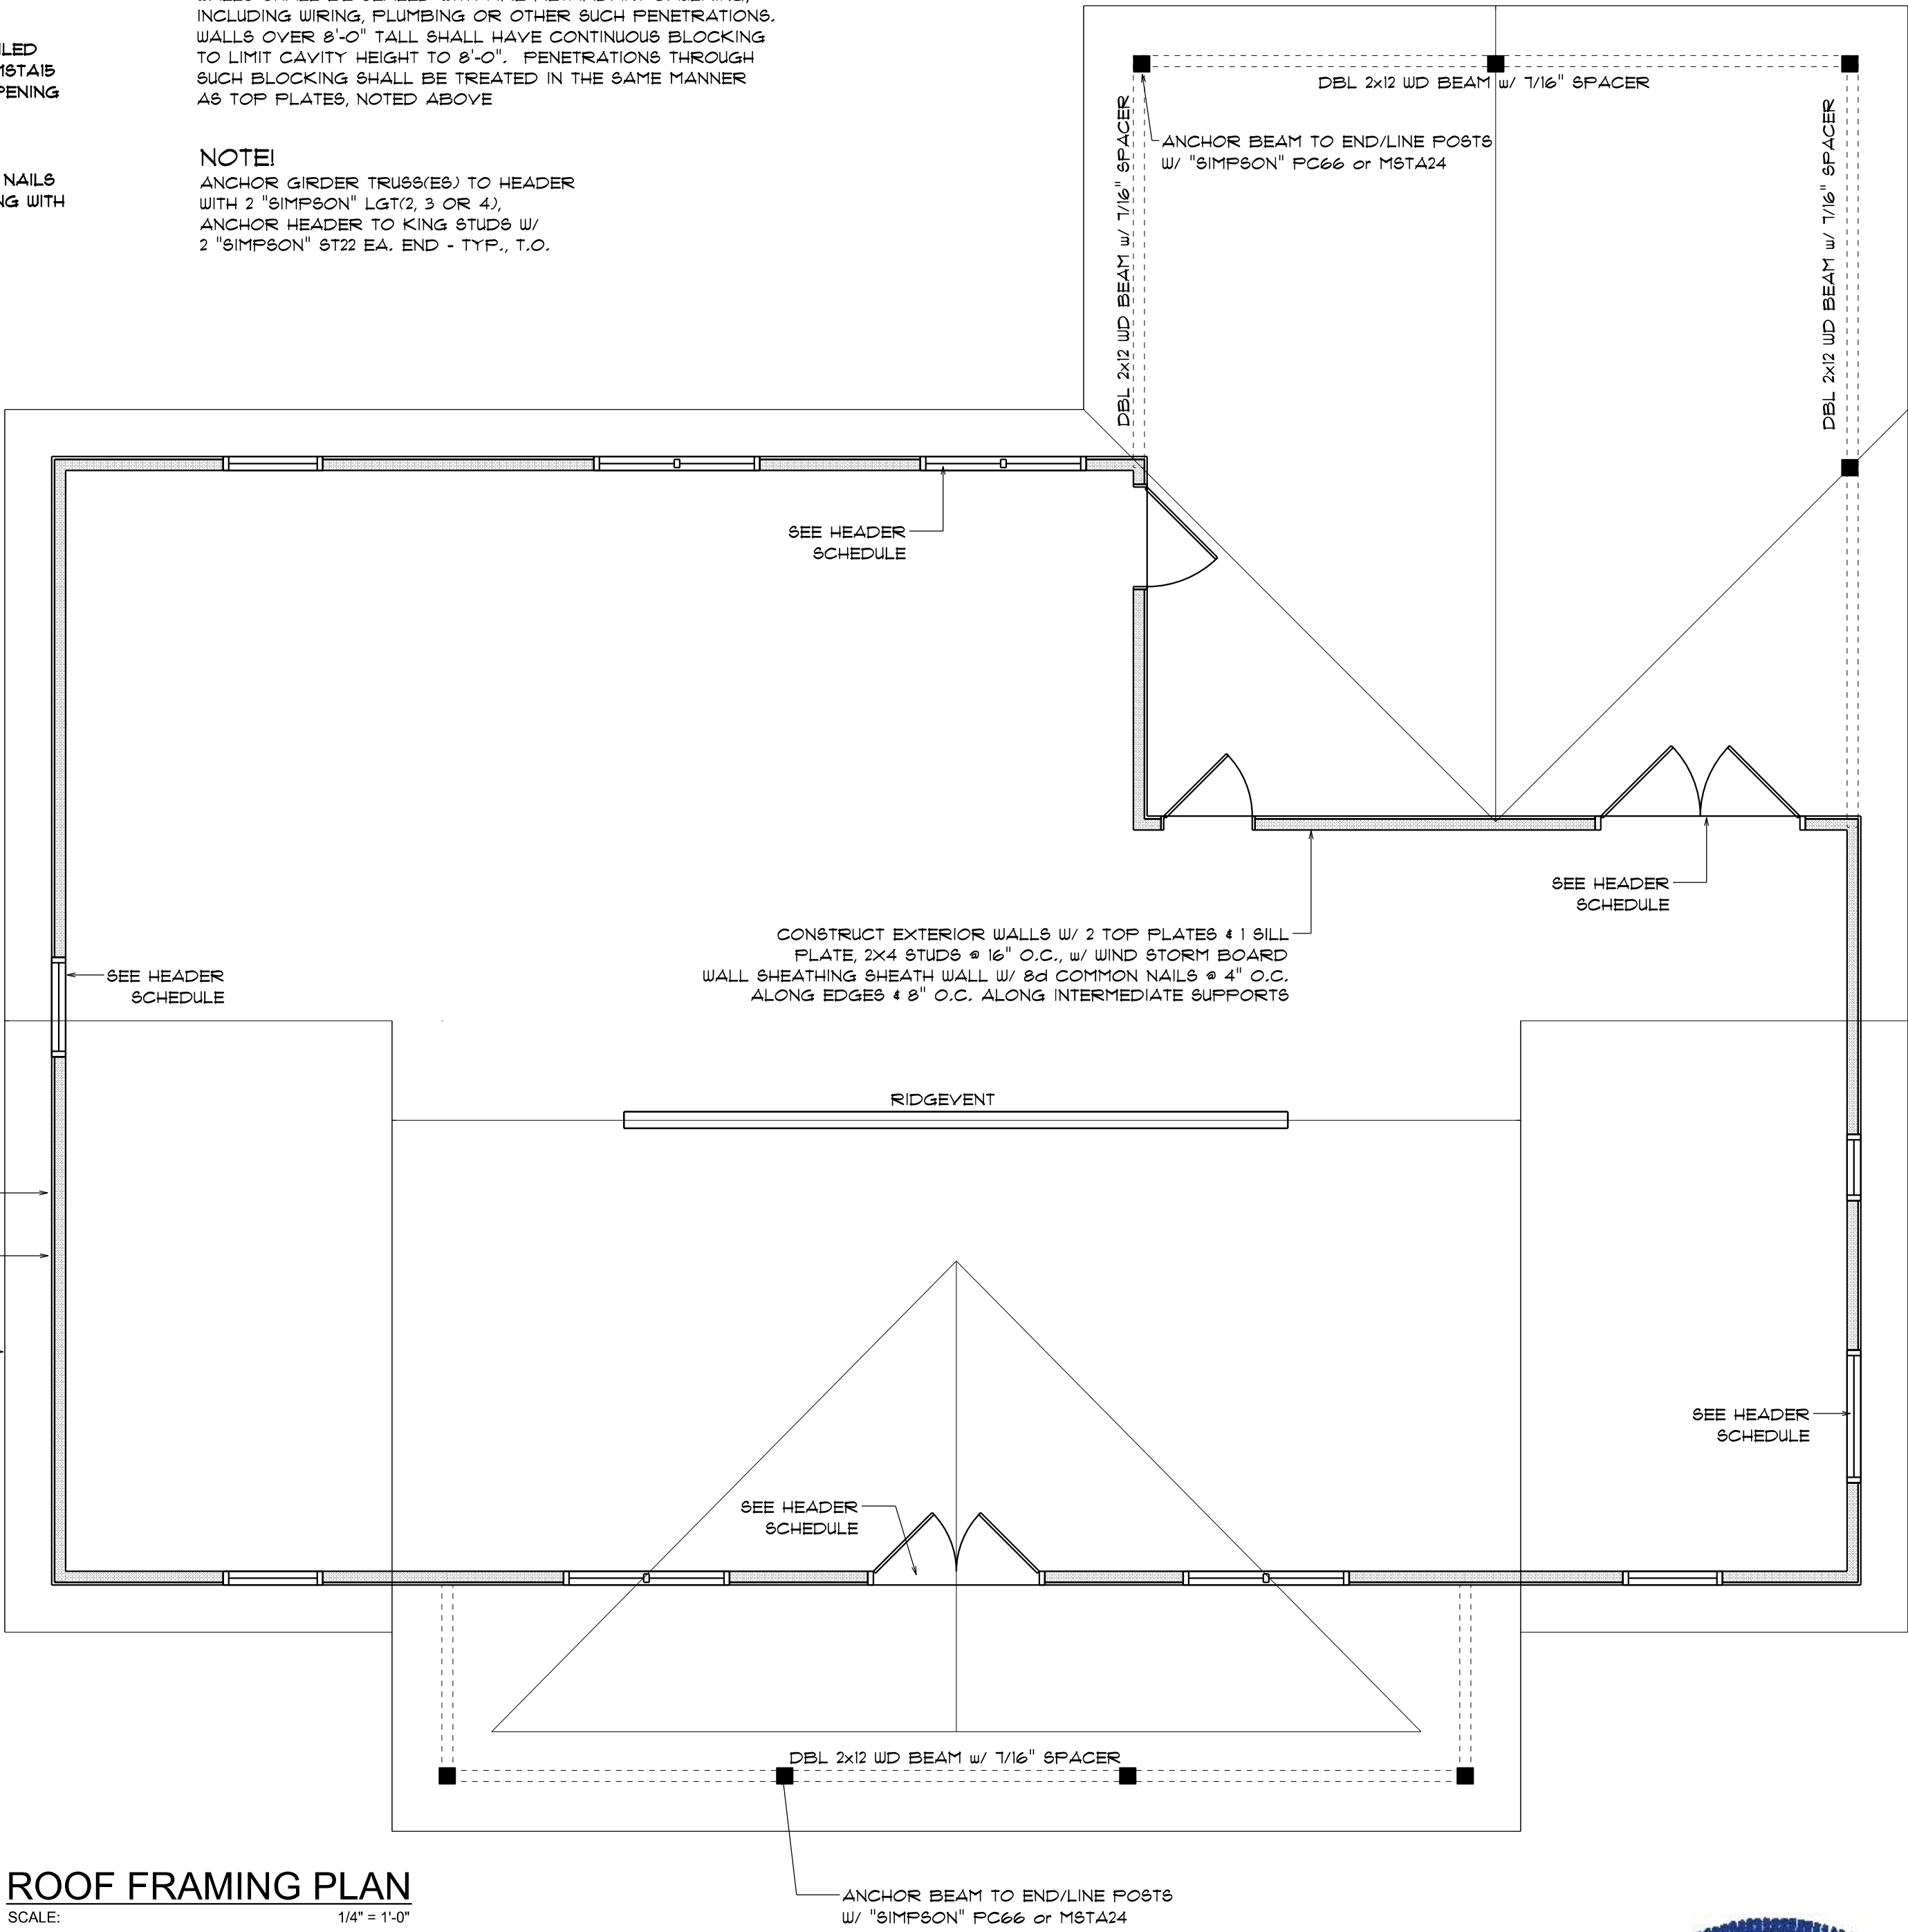 INCLUDING WIRING, PLUMBING OR OTHER SUCH PENETRATIONS.
WALLS OVER 8'-0" TALL SHALL HAVE CONTINUOUS BLOCKING
TO LIMIT CAVITY HEIGHT TO 8'-0". PENETRATIONS THROUGH
SUCH BLOCKING SHALL BE TREATED IN THE SAME MANNER
AS TOP PLATES, NOTED ABOVE
MSTA15
NAILS
WITH
NOTE!
ANCHOR GIRDER TRUSS(ES) TO HEADER
WITH 2 "SIMPSON" LGT(2, 3 OR 4),
ANCHOR HEADER TO KING STUDS W/
2 "SIMPSON" ST22 EA. END - TYP., T.O.
DBL 2x12 WD BEAM w/ 7/16" SPACER
ANCHOR BEAM TO END/LINE POSTS
W/ "SIMPSON" PC66 or MSTA24
DBL 2x12 WD BEAM w/ 7/16" SPACER
DBL 2x12 WD BEAM w/ 7/16" SPACER
SEE HEADER
SCHEDULE
SEE HEADER
SCHEDULE
CONSTRUCT EXTERIOR WALLS W/ 2 TOP PLATES & 1 SILL
PLATE, 2X4 STUDS @ 16" O.C., w/ WIND STORM BOARD
WALL SHEATHING SHEATH WALL W/ 8d COMMON NAILS @ 4" O.C.
ALONG EDGES & 8" O.C. ALONG INTERMEDIATE SUPPORTS
SEE HEADER
SCHEDULE
RIDGEVENT
SEE HEADER
SCHEDULE
SEE HEADER
SCHEDULE
DBL 2x12 WD BEAM w/ 7/16" SPACER
ANCHOR BEAM TO END/LINE POSTS
W/ "SIMPSON" PC66 or MSTA24
ROOF FRAMING PLAN
SCALE: 1/4" = 1'-0"